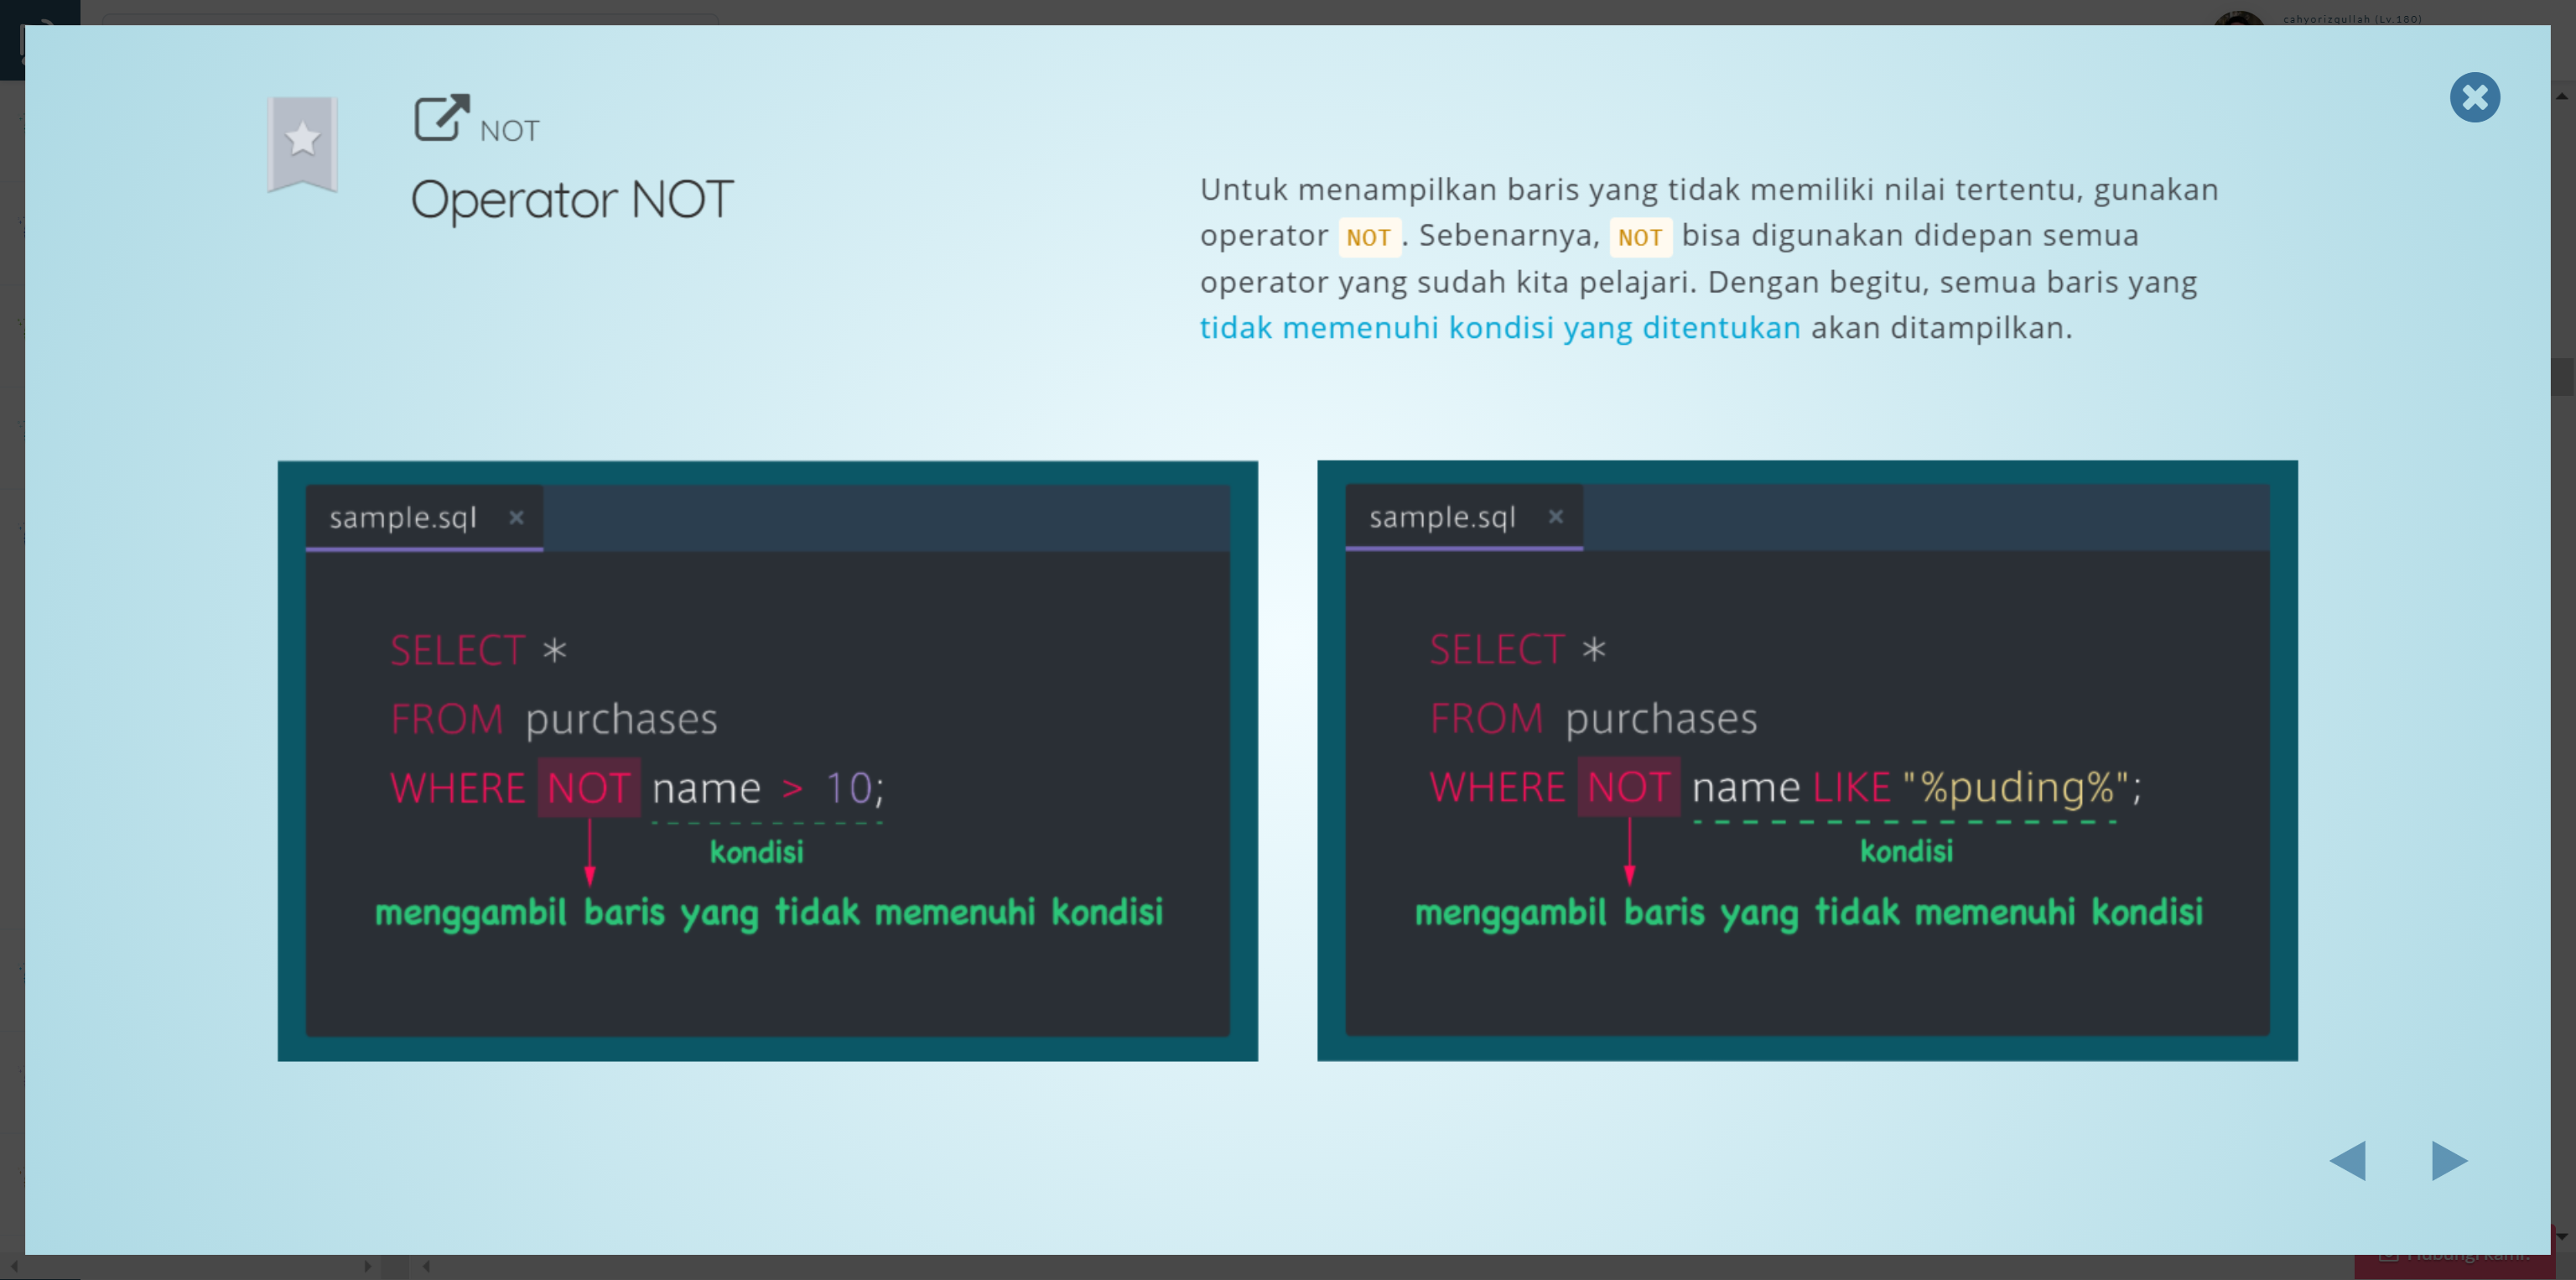 cahyorizqullah (Lv.180)
NOT
Operator NOT
Untuk menampilkan baris yang tidak memiliki nilai tertentu, gunakan
operator NOT. Sebenarnya, NOT bisa digunakan didepan semua
operator yang sudah kita pelajari. Dengan begitu, semua baris yang
tidak memenuhi kondisi yang ditentukan akan ditampilkan.
sample.sql ×
SELECT *
FROM purchases
WHERE NOT name > 10;
kondisi
menggambil baris yang tidak memenuhi kondisi
sample.sql ×
SELECT *
FROM purchases
WHERE NOT name LIKE "%puding%";
kondisi
menggambil baris yang tidak memenuhi kondisi